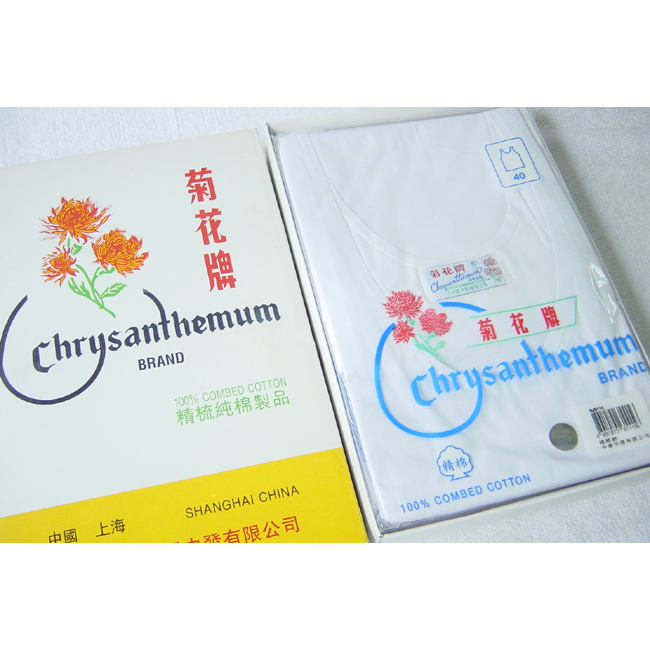 菊花牌
Chrysanthemum
BRAND
100% COMBED COTTON
精梳純棉製品
中國 上海
SHANGHAI CHINA
發有限公司
40
菊花牌
Chrysanthemum
菊花牌
Chrysanthemum
BRAND
精棉
100% COMBED COTTON